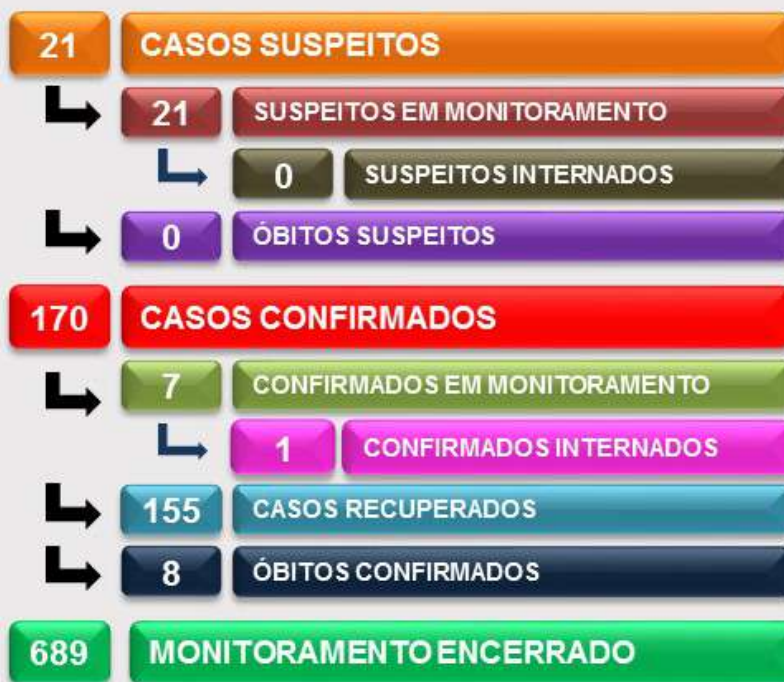 21 CASOS SUSPEITOS
21 SUSPEITOS EM MONITORAMENTO
0 SUSPEITOS INTERNADOS
0 ÓBITOS SUSPEITOS
170 CASOS CONFIRMADOS
7 CONFIRMADOS EM MONITORAMENTO
1 CONFIRMADOS INTERNADOS
155 CASOS RECUPERADOS
8 ÓBITOS CONFIRMADOS
689 MONITORAMENTO ENCERRADO